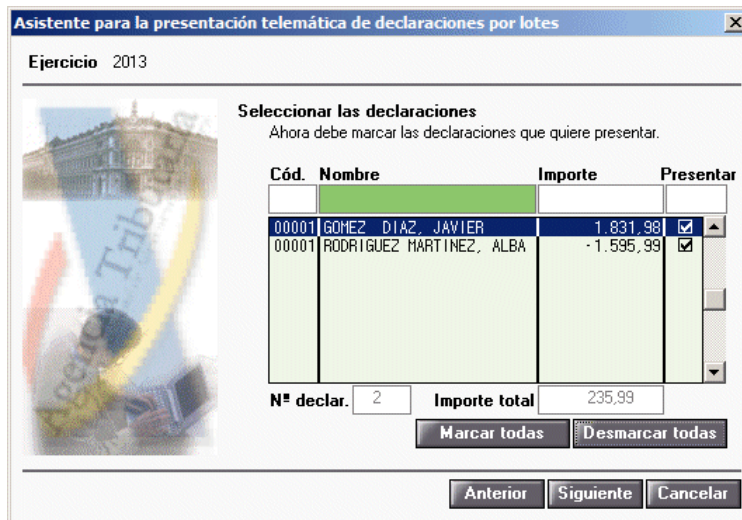 Asistente para la presentación telemática de declaraciones por lotes
Ejercicio 2013
Agencia Tributaria
Seleccionar las declaraciones
Ahora debe marcar las declaraciones que quiere presentar.
Cód. Nombre Importe Presentar
00001 GOMEZ DIAZ, JAVIER 1.831,98
00001 RODRIGUEZ MARTINEZ, ALBA -1.595,99
Nº declar. 2 Importe total 235,99
Marcar todas Desmarcar todas
Anterior Siguiente Cancelar